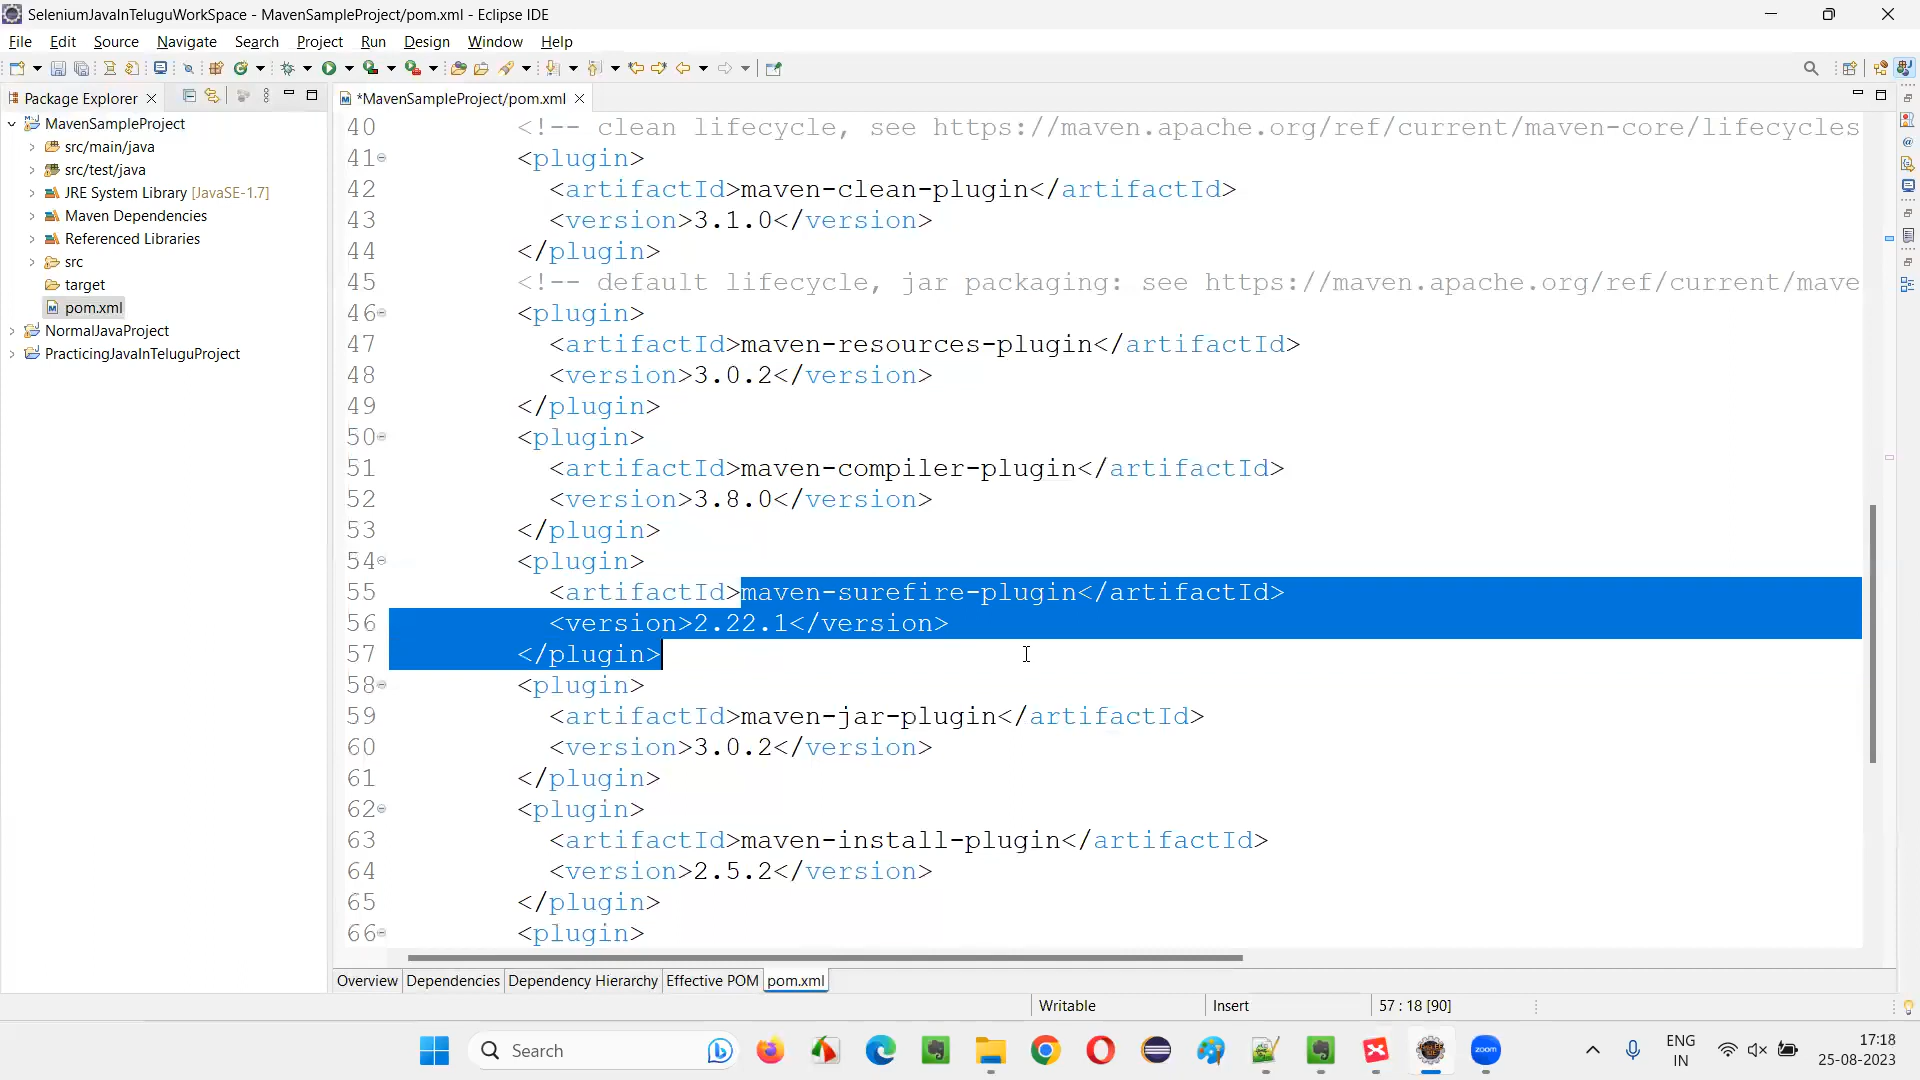 SeleniumJavaInTeluguWorkSpace - MavenSampleProject/pom.xml - Eclipse IDE
File Edit Source Navigate Search Project Run Design Window Help
Package Explorer
*MavenSampleProject/pom.xml
MavenSampleProject
src/main/java
src/test/java
JRE System Library [JavaSE-1.7]
Maven Dependencies
Referenced Libraries
src
target
pom.xml
NormalJavaProject
PracticingJavaInTeluguProject
40 <!-- clean lifecycle, see https://maven.apache.org/ref/current/maven-core/lifecycles
41 <plugin>
42 <artifactId>maven-clean-plugin</artifactId>
43 <version>3.1.0</version>
44 </plugin>
45 <!-- default lifecycle, jar packaging: see https://maven.apache.org/ref/current/mave
46 <plugin>
47 <artifactId>maven-resources-plugin</artifactId>
48 <version>3.0.2</version>
49 </plugin>
50 <plugin>
51 <artifactId>maven-compiler-plugin</artifactId>
52 <version>3.8.0</version>
53 </plugin>
54 <plugin>
55 <artifactId>maven-surefire-plugin</artifactId>
56 <version>2.22.1</version>
57 </plugin>
58 <plugin>
59 <artifactId>maven-jar-plugin</artifactId>
60 <version>3.0.2</version>
61 </plugin>
62 <plugin>
63 <artifactId>maven-install-plugin</artifactId>
64 <version>2.5.2</version>
65 </plugin>
66 <plugin>
Overview Dependencies Dependency Hierarchy Effective POM pom.xml
Writable Insert 57 : 18 [90]
Search
zoom
ENG
IN
17:18
25-08-2023